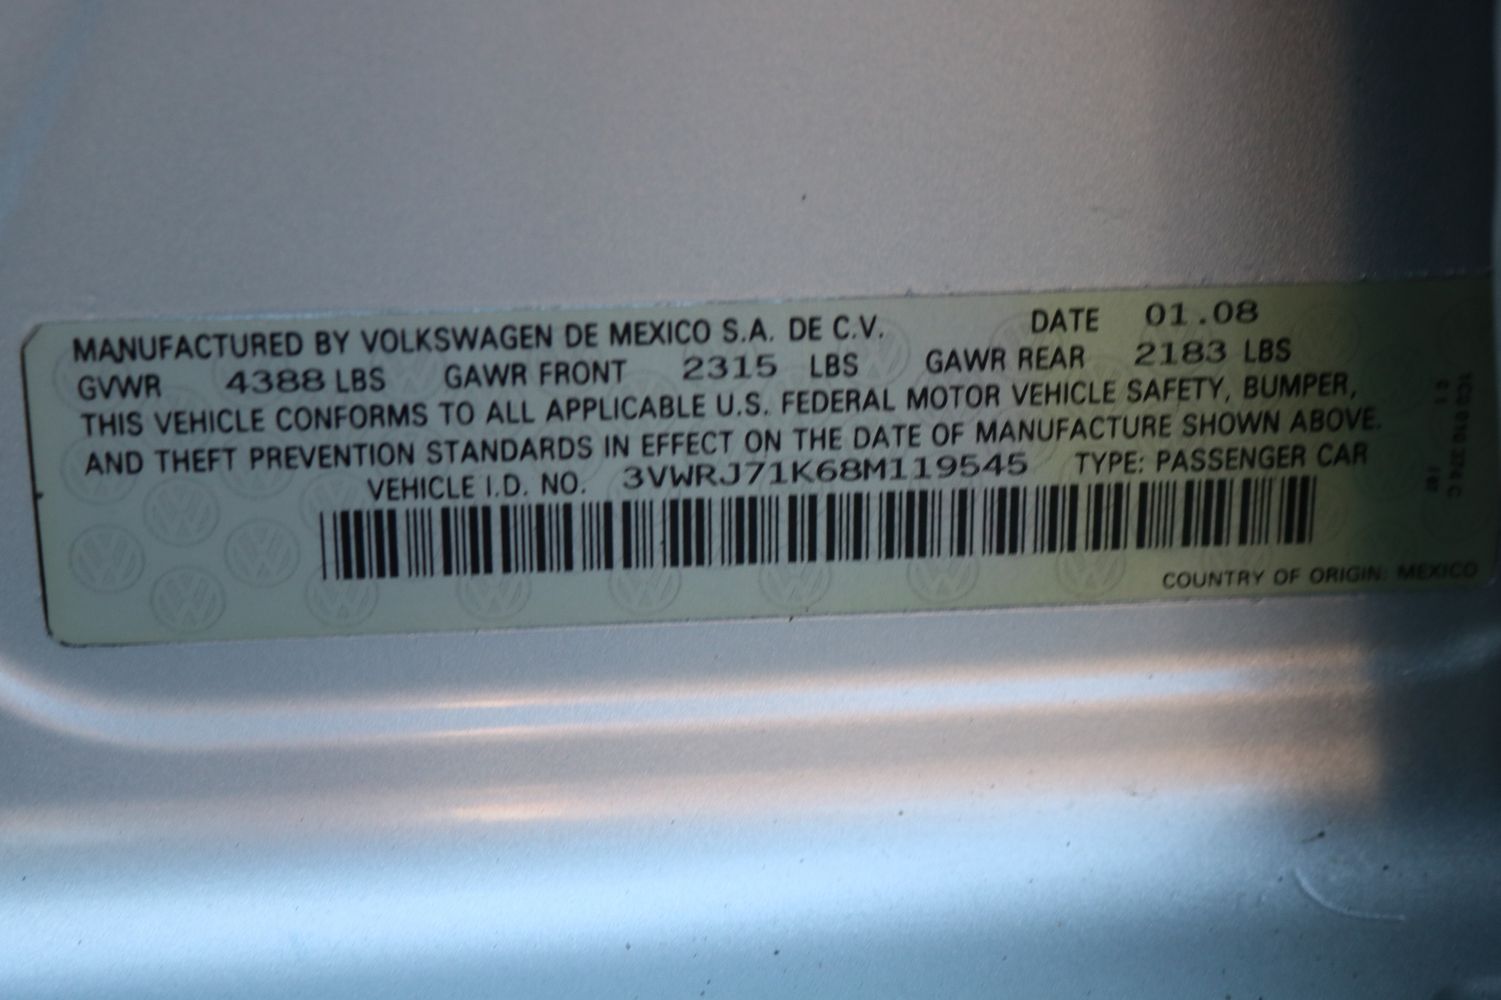 MANUFACTURED BY VOLKSWAGEN DE MEXICO S.A. DE C.V. DATE 01.08
GVWR 4388 LBS GAWR FRONT 2315 LBS GAWR REAR 2183 LBS
THIS VEHICLE CONFORMS TO ALL APPLICABLE U.S. FEDERAL MOTOR VEHICLE SAFETY, BUMPER,
AND THEFT PREVENTION STANDARDS IN EFFECT ON THE DATE OF MANUFACTURE SHOWN ABOVE.
VEHICLE I.D. NO. 3VWRJ71K68M119545 TYPE: PASSENGER CAR
COUNTRY OF ORIGIN: MEXICO